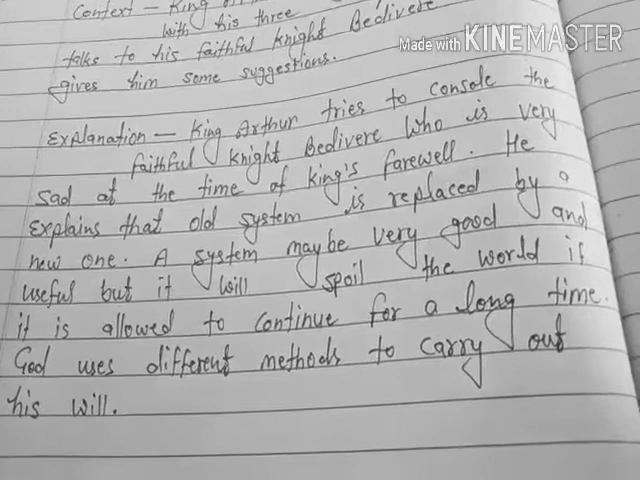 Context – King
with his three
talks to his faithful knight Bedivere
gives him some suggestions.
Made with KINEMASTER
Explanation – King Arthur tries to console the
faithful knight Bedivere who is very
sad at the time of King's farewell. He
explains that old system is replaced by a
new one. A system may be very good and
useful but it will spoil the world if
it is allowed to continue for a long time.
God uses different methods to carry out
his will.